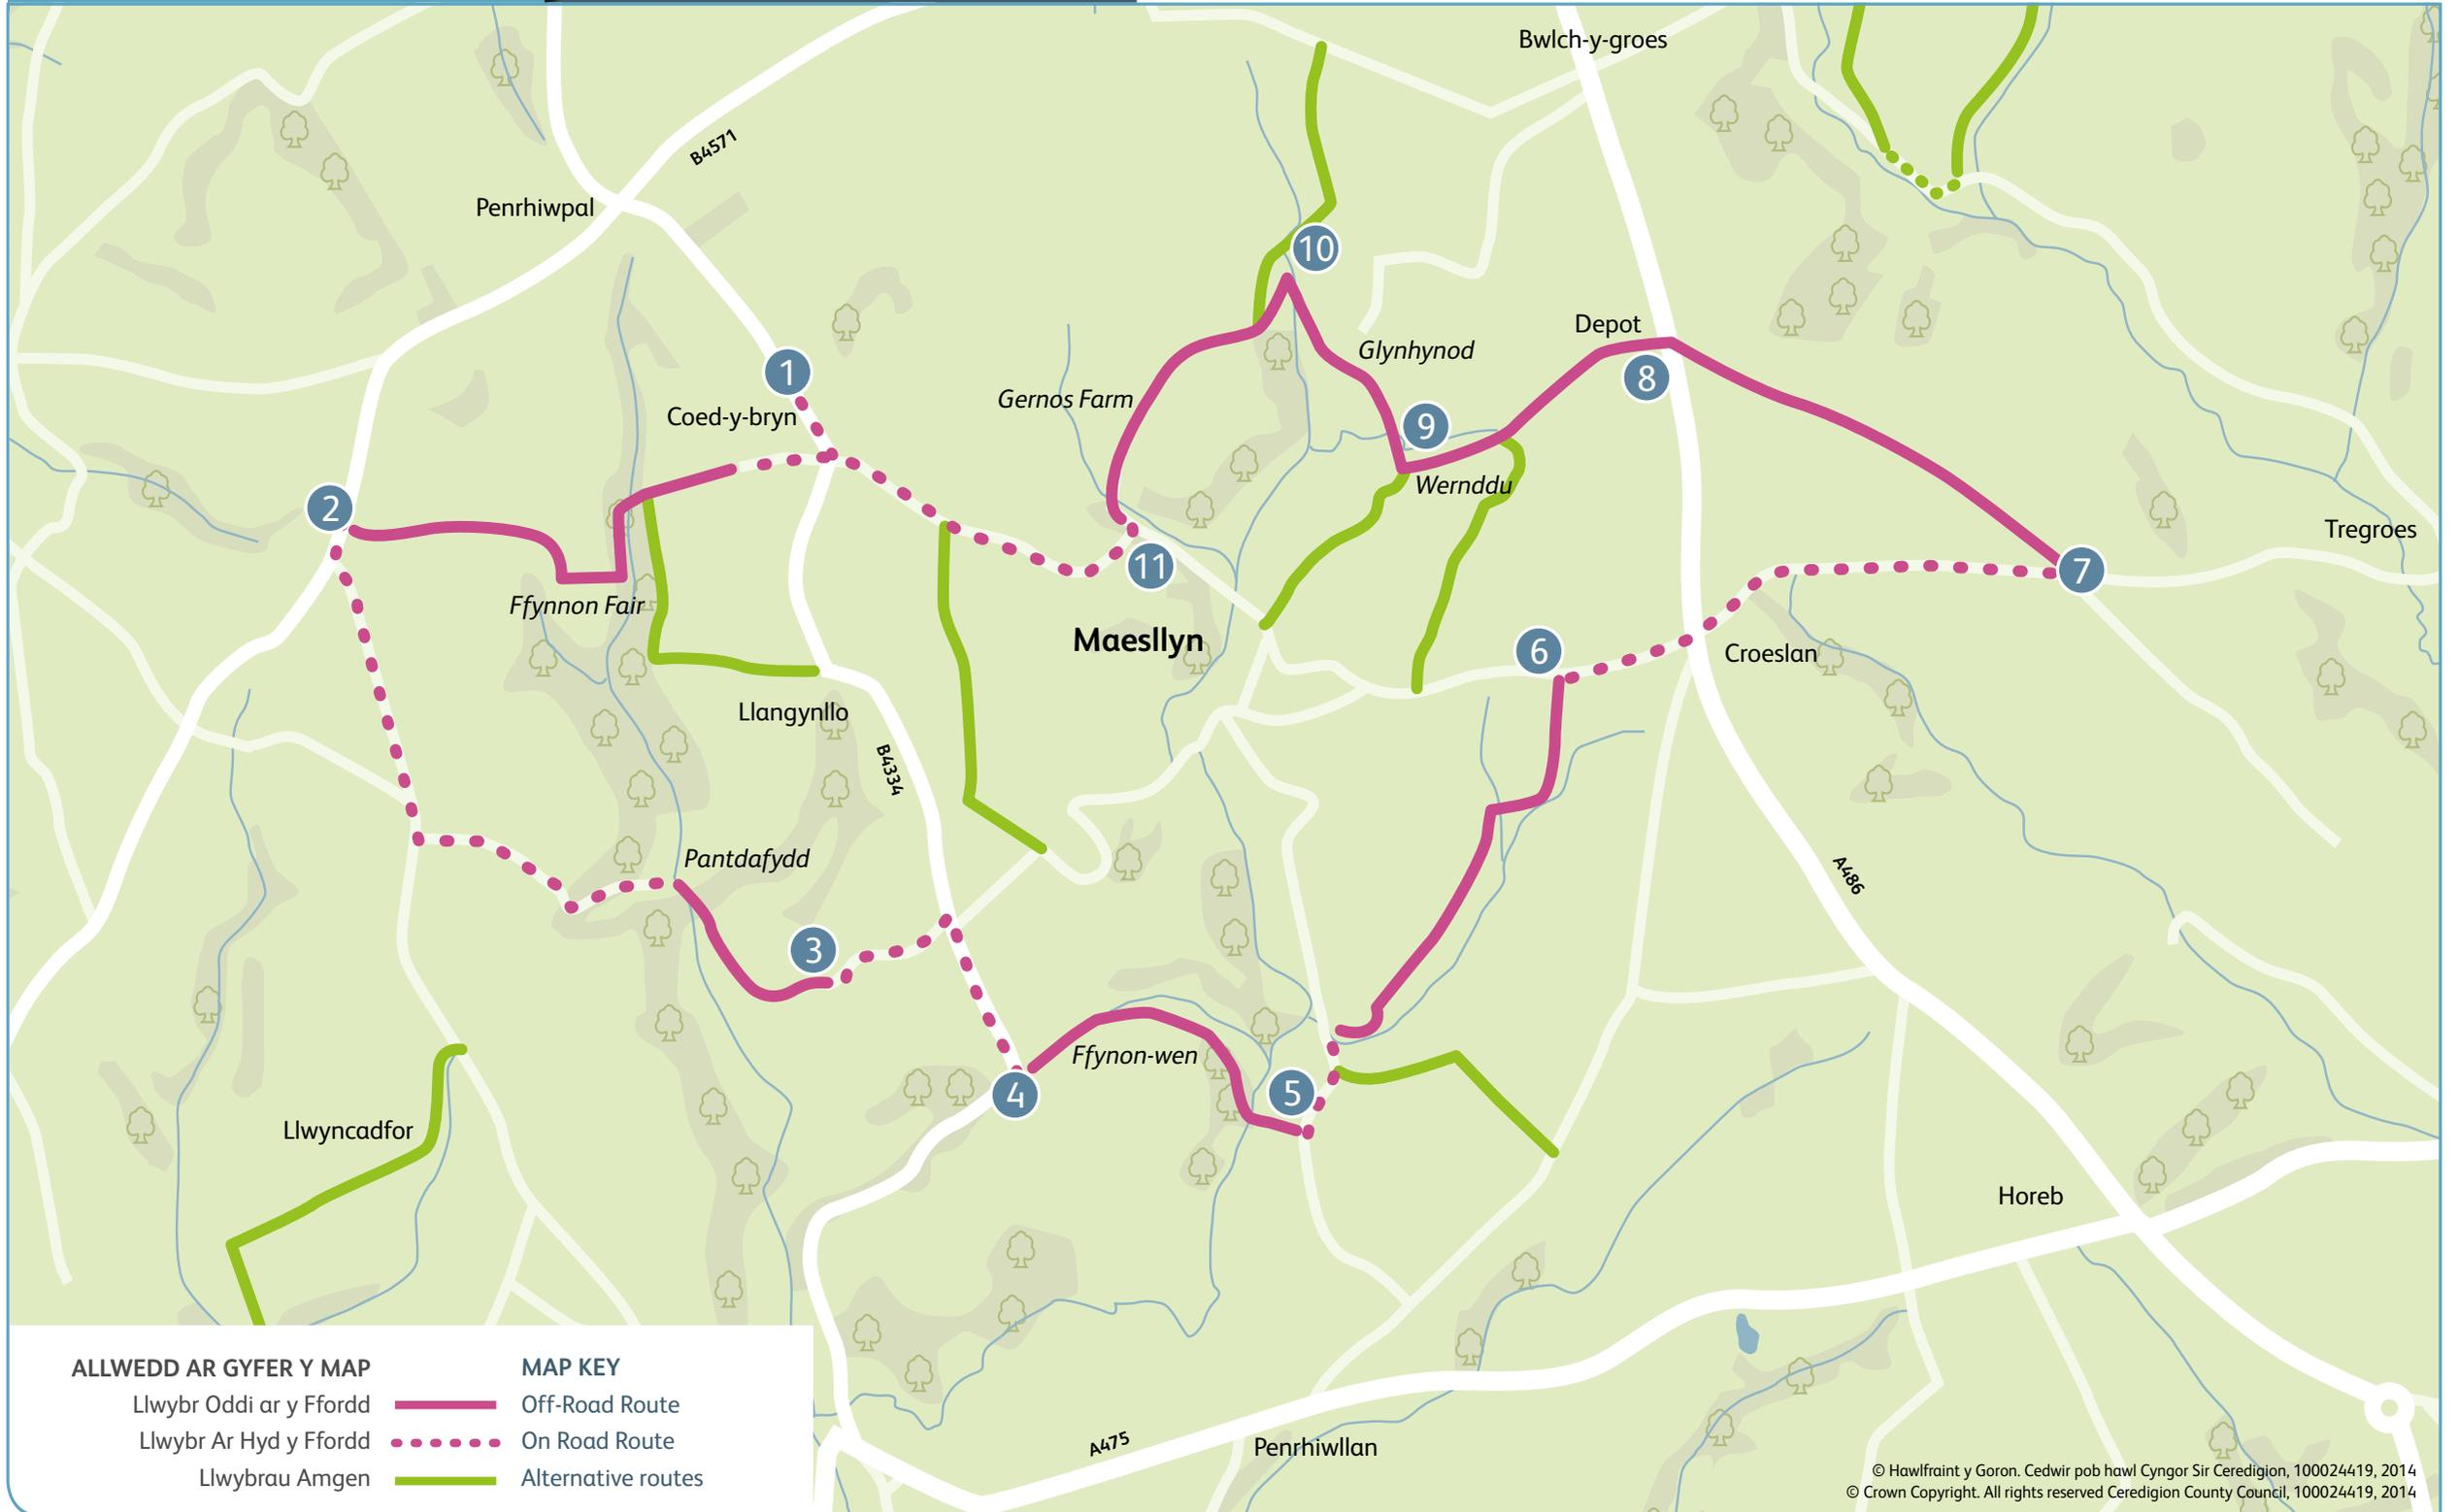 Bwlch-y-groes
B4571
Penrhiwpal
10
Depot
Glynhynod
1
8
Gernos Farm
Coed-y-bryn
9
Wernddu
2
Tregroes
11
7
Ffynnon Fair
Maesllyn
6
Croeslan
Llangynllo
B4334
Pantdafydd
A486
3
Ffynon-wen
4
5
Llwyncadfor
Horeb
A475
Penrhiwllan
ALLWEDD AR GYFER Y MAP
Llwybr Oddi ar y Ffordd
Llwybr Ar Hyd y Ffordd
Llwybrau Amgen
MAP KEY
Off-Road Route
On Road Route
Alternative routes
© Hawlfraint y Goron. Cedwir pob hawl Cyngor Sir Ceredigion, 100024419, 2014
© Crown Copyright. All rights reserved Ceredigion County Council, 100024419, 2014